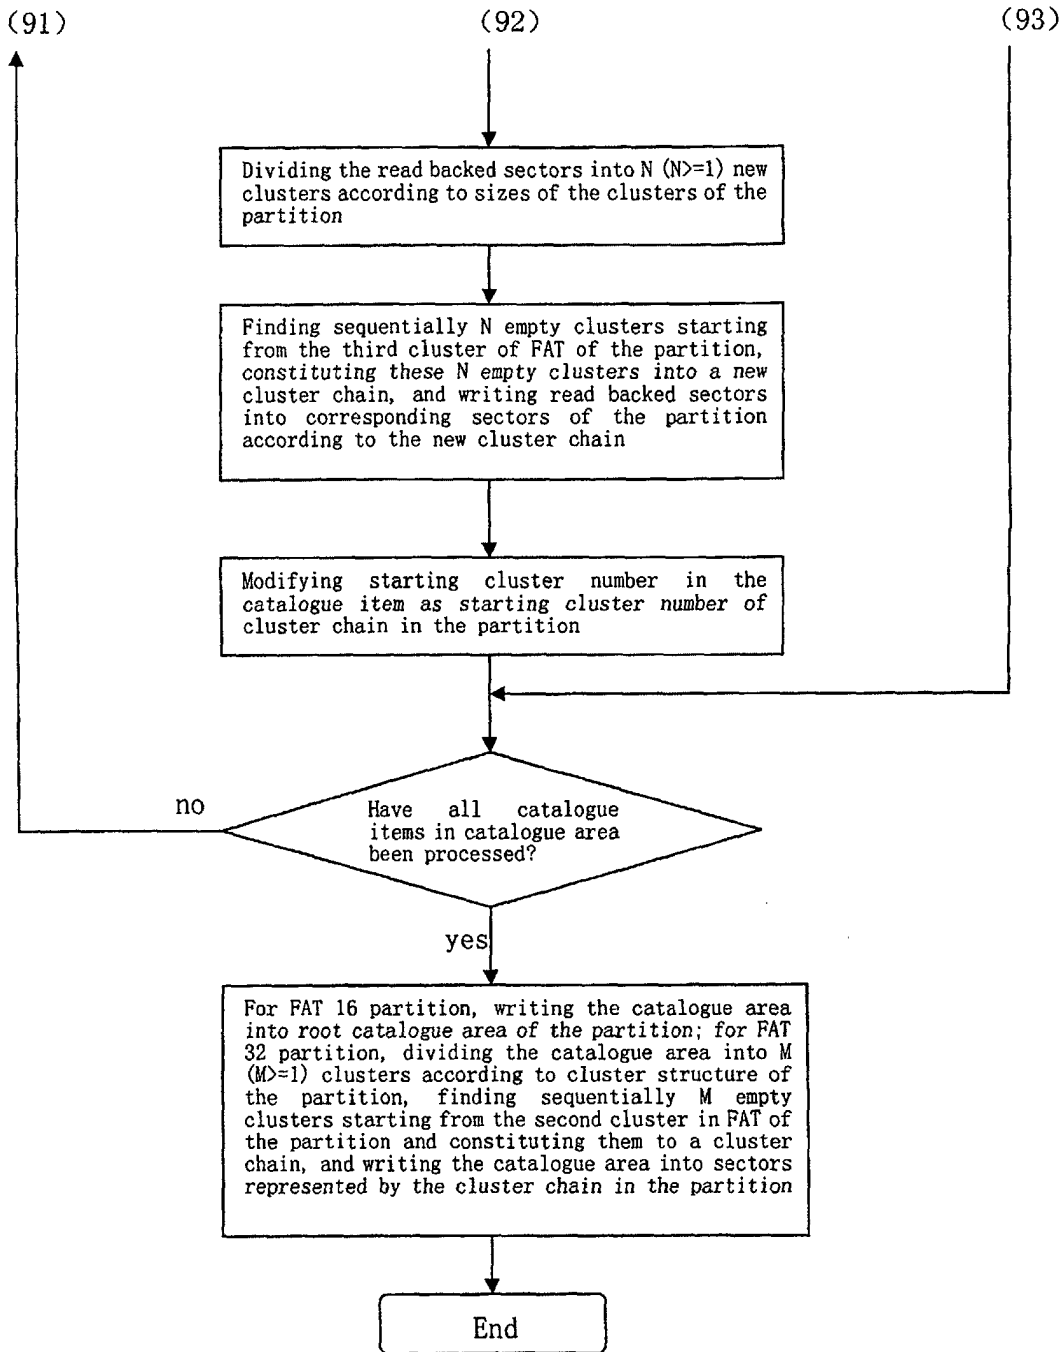 (91) (92) (93)
Dividing the read backed sectors into N (N>=1) new
clusters according to sizes of the clusters of the
partition
Finding sequentially N empty clusters starting
from the third cluster of FAT of the partition,
constituting these N empty clusters into a new
cluster chain, and writing read backed sectors
into corresponding sectors of the partition
according to the new cluster chain
Modifying starting cluster number in the
catalogue item as starting cluster number of
cluster chain in the partition
no
Have all catalogue
items in catalogue area
been processed?
yes
For FAT 16 partition, writing the catalogue area
into root catalogue area of the partition; for FAT
32 partition, dividing the catalogue area into M
(M>=1) clusters according to cluster structure of
the partition, finding sequentially M empty
clusters starting from the second cluster in FAT of
the partition and constituting them to a cluster
chain, and writing the catalogue area into sectors
represented by the cluster chain in the partition
End